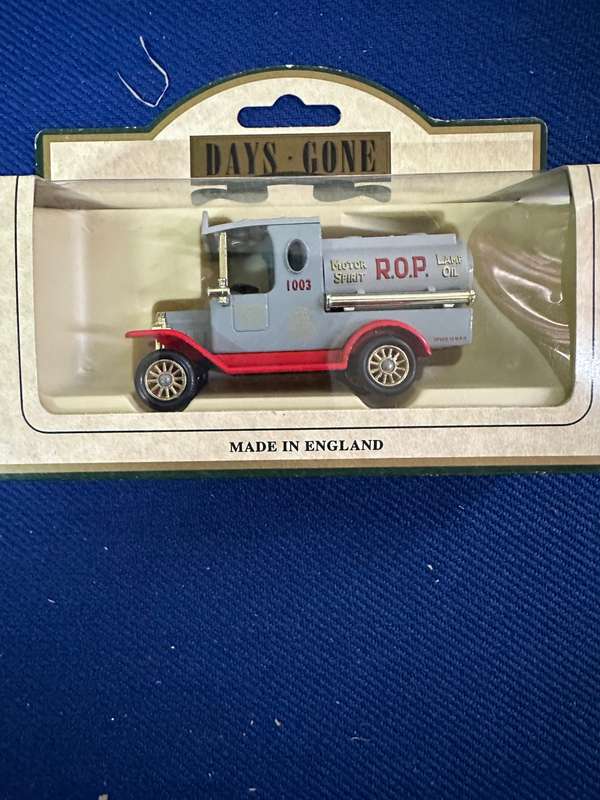 DAYS · GONE
MOTOR SPIRIT
R.O.P.
LAMP OIL
1003
MADE IN ENGLAND